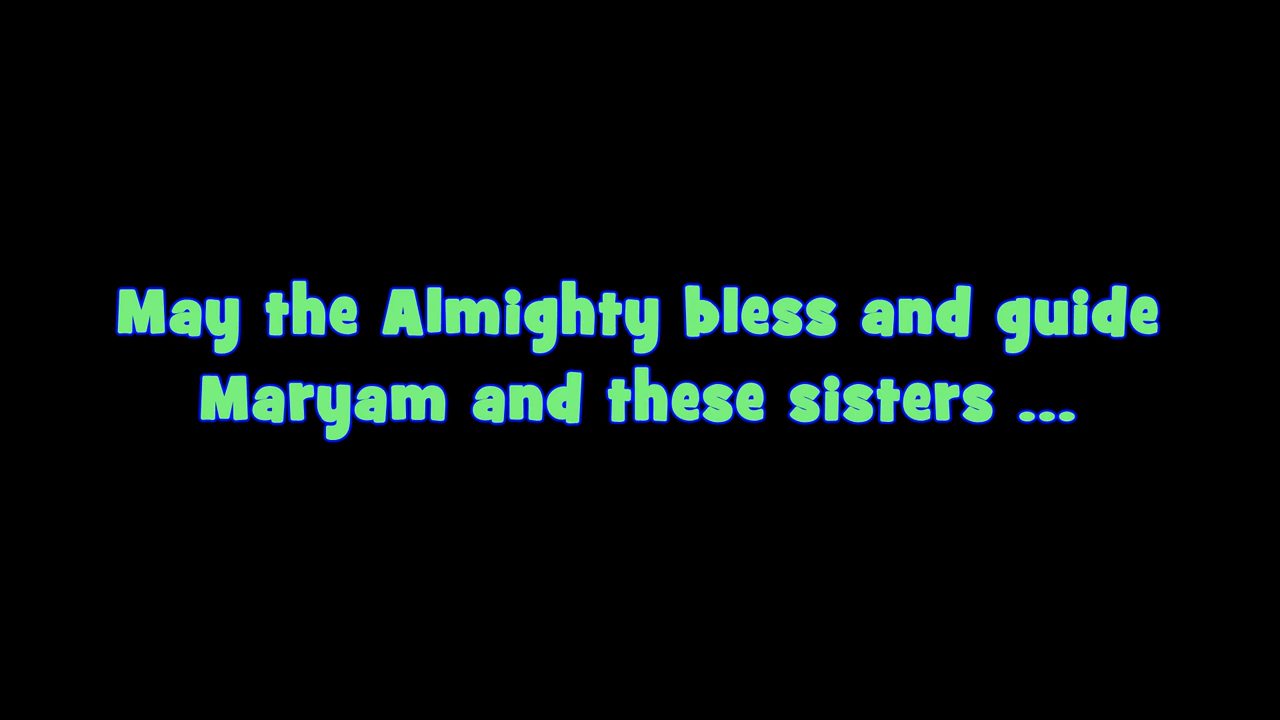 May the Almighty bless and guide
Maryam and these sisters ...